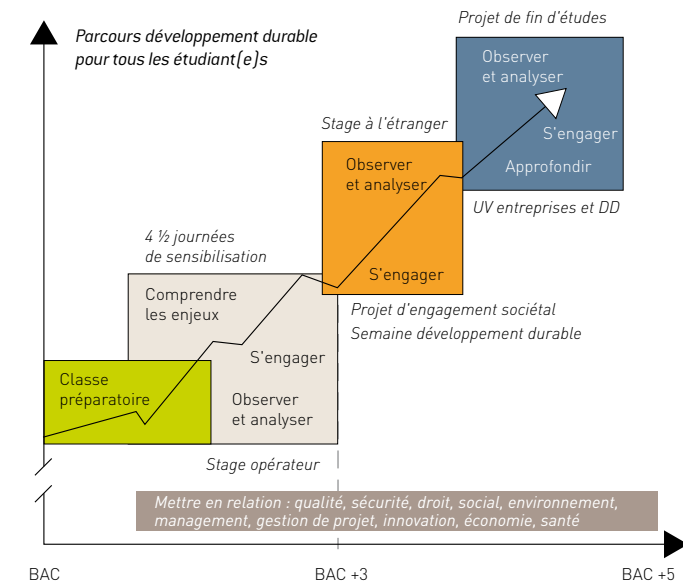 Projet de fin d'études
Parcours développement durable
pour tous les étudiant(e)s
Observer
et analyser
S'engager
Approfondir
Stage à l'étranger
Observer
et analyser
S'engager
UV entreprises et DD
4 ½ journées
de sensibilisation
Comprendre
les enjeux
S'engager
Observer
et analyser
Projet d'engagement sociétal
Semaine développement durable
Classe
préparatoire
Stage opérateur
Mettre en relation : qualité, sécurité, droit, social, environnement,
management, gestion de projet, innovation, économie, santé
BAC
BAC +3
BAC +5